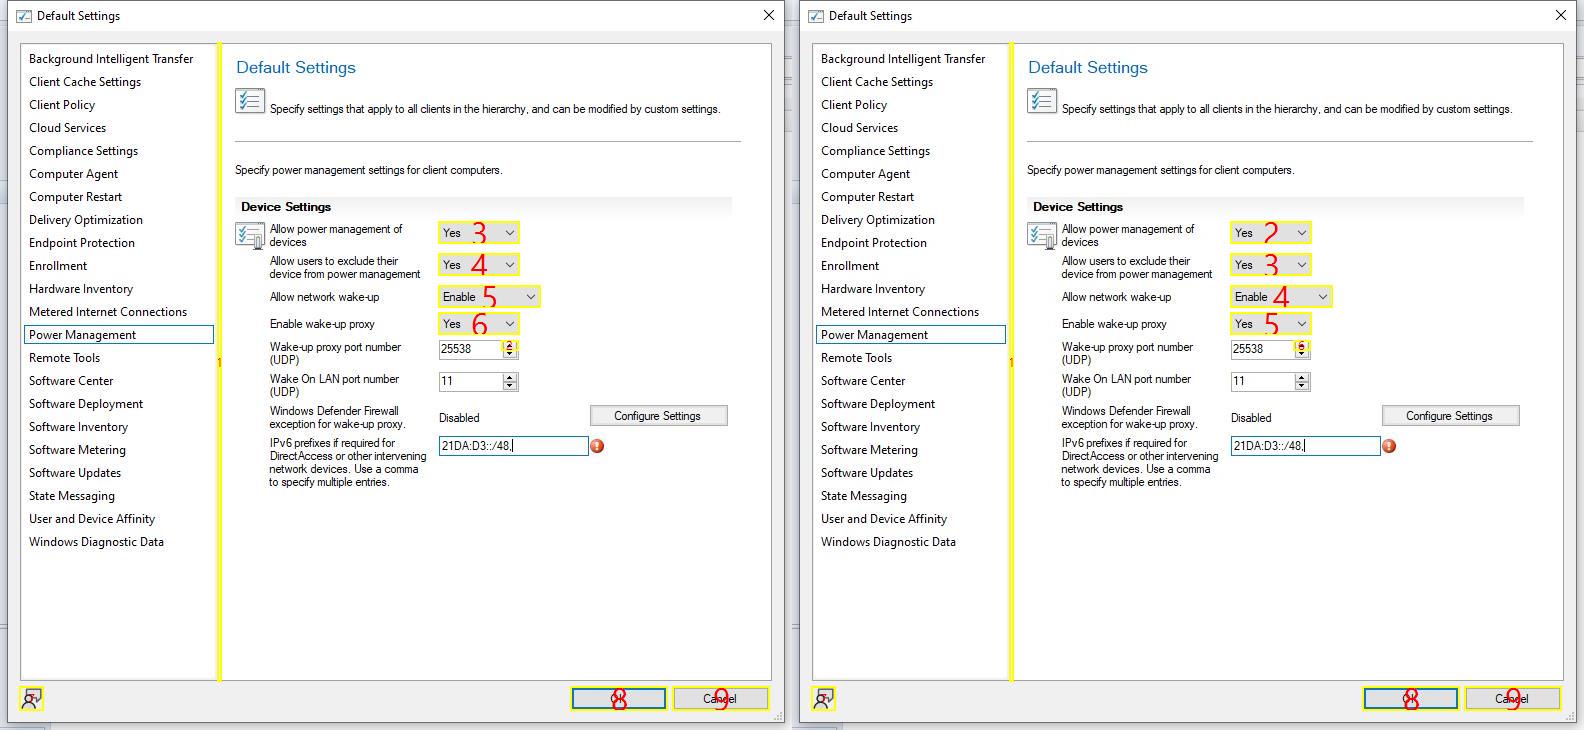 Default Settings
Background Intelligent Transfer
Client Cache Settings
Client Policy
Cloud Services
Compliance Settings
Computer Agent
Computer Restart
Delivery Optimization
Endpoint Protection
Enrollment
Hardware Inventory
Metered Internet Connections
Power Management
Remote Tools
Software Center
Software Deployment
Software Inventory
Software Metering
Software Updates
State Messaging
User and Device Affinity
Windows Diagnostic Data
1
Default Settings
Specify settings that apply to all clients in the hierarchy, and can be modified by custom settings.
Specify power management settings for client computers.
Device Settings
Allow power management of
devices
Yes 3
Allow users to exclude their
device from power management
Yes 4
Allow network wake-up
Enable 5
Enable wake-up proxy
Yes 6
Wake-up proxy port number
(UDP)
25538 2
Wake On LAN port number
(UDP)
11
Windows Defender Firewall
exception for wake-up proxy.
Disabled
Configure Settings
IPv6 prefixes if required for
DirectAccess or other intervening
network devices. Use a comma
to specify multiple entries.
21DA:D3::/48,
8
Cancel 9
Default Settings
Background Intelligent Transfer
Client Cache Settings
Client Policy
Cloud Services
Compliance Settings
Computer Agent
Computer Restart
Delivery Optimization
Endpoint Protection
Enrollment
Hardware Inventory
Metered Internet Connections
Power Management
Remote Tools
Software Center
Software Deployment
Software Inventory
Software Metering
Software Updates
State Messaging
User and Device Affinity
Windows Diagnostic Data
1
Default Settings
Specify settings that apply to all clients in the hierarchy, and can be modified by custom settings.
Specify power management settings for client computers.
Device Settings
Allow power management of
devices
Yes 2
Allow users to exclude their
device from power management
Yes 3
Allow network wake-up
Enable 4
Enable wake-up proxy
Yes 5
Wake-up proxy port number
(UDP)
25538 6
Wake On LAN port number
(UDP)
11
Windows Defender Firewall
exception for wake-up proxy.
Disabled
Configure Settings
IPv6 prefixes if required for
DirectAccess or other intervening
network devices. Use a comma
to specify multiple entries.
21DA:D3::/48,
8
Cancel 9